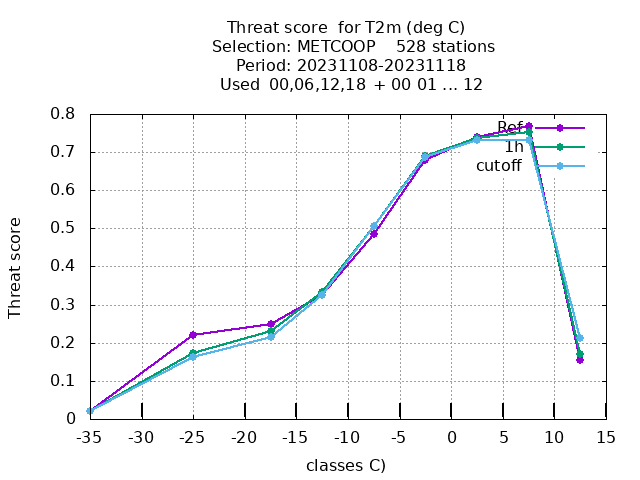 Threat score  for T2m (deg C)
Selection: METCOOP    528 stations
Period: 20231108-20231118
Used  00,06,12,18  + 00 01 ... 12
0.8
0.7
0.6
0.5
0.4
0.3
0.2
0.1
0
Threat score
Ref
1h
cutoff
-35 -30 -25 -20 -15 -10 -5 0 5 10 15
classes C)